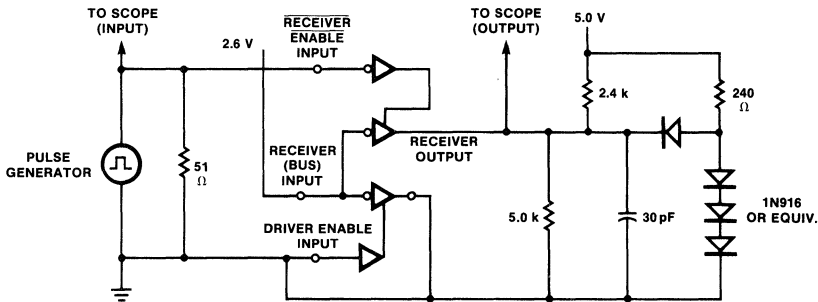 TO SCOPE
(INPUT)
RECEIVER
ENABLE
INPUT
2.6 V
TO SCOPE
(OUTPUT)
5.0 V
2.4 k
240
Ω
PULSE
GENERATOR
51
Ω
RECEIVER
(BUS)
INPUT
RECEIVER
OUTPUT
DRIVER ENABLE
INPUT
5.0 k
30 pF
1N916
OR EQUIV.